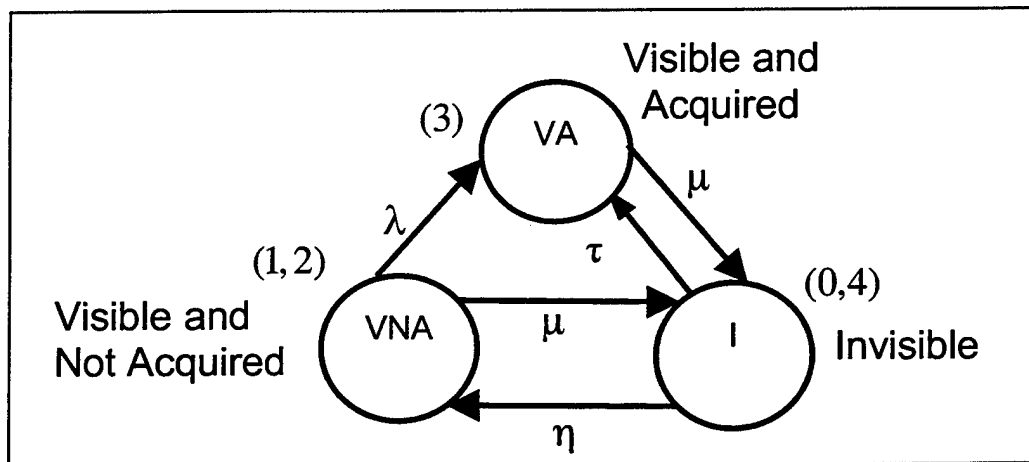 Visible and
Acquired
(3)
VA
μ
λ
τ
(1,2)
(0,4)
Visible and
Not Acquired
VNA
μ
I
Invisible
η